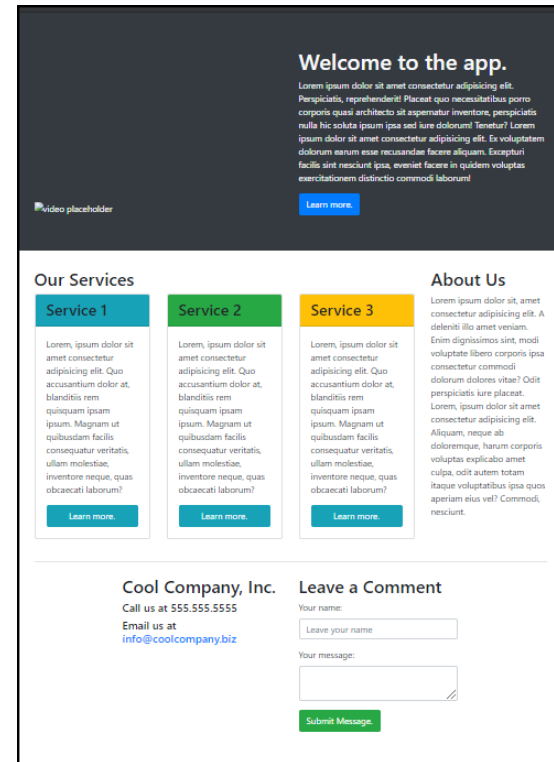 Welcome to the app.
Lorem ipsum dolor sit amet consectetur adipisicing elit.
Perspiciatis, reprehenderit! Placeat quo necessitatibus porro
corporis quasi architecto sit aspernatur inventore, perspiciatis
nulla hic soluta ipsum ipsa sed iure dolorum! Tenetur? Lorem
ipsum dolor sit amet consectetur adipisicing elit. Ex voluptatem
dolorum earum esse recusandae facere aliquam. Excepturi
facilis sint nesciunt ipsa, eveniet facere in quidem voluptas
exercitationem distinctio commodi laborum!
Learn more.
video placeholder
Our Services
Service 1
Lorem, ipsum dolor sit
amet consectetur
adipisicing elit. Quo
accusantium dolor at,
blanditiis rem
quisquam ipsam
ipsum. Magnam ut
quibusdam facilis
consequatur veritatis,
ullam molestiae,
inventore neque, quas
obcaecati laborum?
Learn more.
Service 2
Lorem, ipsum dolor sit
amet consectetur
adipisicing elit. Quo
accusantium dolor at,
blanditiis rem
quisquam ipsam
ipsum. Magnam ut
quibusdam facilis
consequatur veritatis,
ullam molestiae,
inventore neque, quas
obcaecati laborum?
Learn more.
Service 3
Lorem, ipsum dolor sit
amet consectetur
adipisicing elit. Quo
accusantium dolor at,
blanditiis rem
quisquam ipsam
ipsum. Magnam ut
quibusdam facilis
consequatur veritatis,
ullam molestiae,
inventore neque, quas
obcaecati laborum?
Learn more.
About Us
Lorem ipsum dolor sit, amet
consectetur adipisicing elit. A
deleniti illo amet veniam.
Enim dignissimos sint, modi
voluptate libero corporis ipsa
consectetur commodi
dolorum dolores vitae? Odit
perspiciatis iure placeat.
Lorem, ipsum dolor sit amet
consectetur adipisicing elit.
Aliquam, neque ab
doloremque, harum corporis
voluptas explicabo amet
culpa, odit autem totam
itaque voluptatibus ipsa quos
aperiam eius vel? Commodi,
nesciunt.
Cool Company, Inc.
Call us at 555.555.5555
Email us at
info@coolcompany.biz
Leave a Comment
Your name:
Leave your name
Your message:
Submit Message.